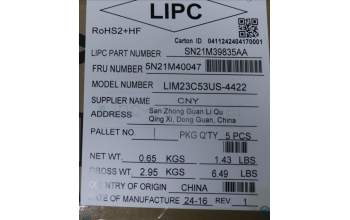 LIPC
RoHS2+HF
Carton ID 0411242404170001
LIPC PART NUMBER SN21M39835AA
FRU NUMBER 5N21M40047
MODEL NUMBER LIM23C53US-4422
SUPPLIER NAME CNY
ADDRESS San Zhong Guan Li Qu
Qing Xi, Dong Guan, China
PALLET NO 1 PKG Q'TY 5 PCS
NET WT: 0.65 KGS 1.43 LBS
GROSS WT: 2.95 KGS 6.49 LBS
COUNTRY OF ORIGIN CHINA
DATE OF MANUFACTURE 24-16 REV 1